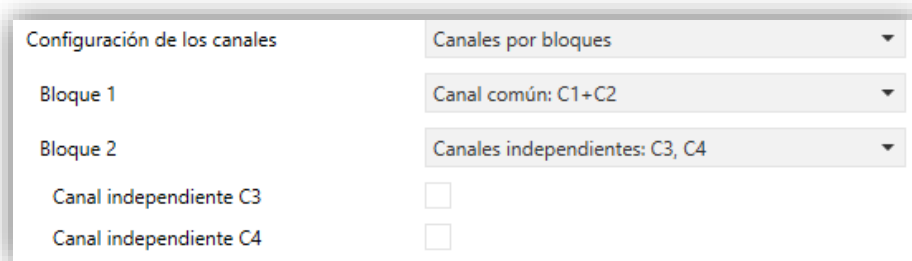 Configuración de los canales Canales por bloques
Bloque 1 Canal común: C1+C2
Bloque 2 Canales independientes: C3, C4
Canal independiente C3
Canal independiente C4